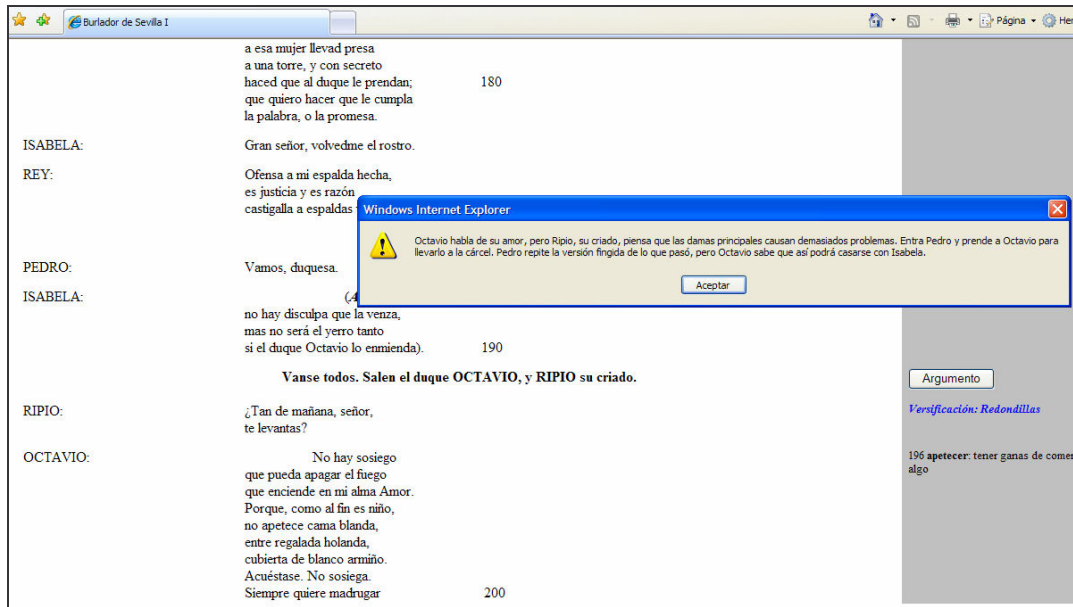 Burlador de Sevilla I
Página
Her
a esa mujer llevad presa
a una torre, y con secreto
haced que al duque le prendan; 180
que quiero hacer que le cumpla
la palabra, o la promesa.
ISABELA: Gran señor, volvedme el rostro.
REY: Ofensa a mi espalda hecha,
es justicia y es razón
castigalla a espaldas
Windows Internet Explorer
Octavio habla de su amor, pero Ripio, su criado, piensa que las damas principales causan demasiados problemas. Entra Pedro y prende a Octavio para
llevarlo a la cárcel. Pedro repite la versión fingida de lo que pasó, pero Octavio sabe que así podrá casarse con Isabela.
Aceptar
PEDRO: Vamos, duquesa.
ISABELA: (A
no hay disculpa que la venza,
mas no será el yerro tanto
si el duque Octavio lo enmienda). 190
Vanse todos. Salen el duque OCTAVIO, y RIPIO su criado.
Argumento
RIPIO: ¿Tan de mañana, señor,
Versificación: Redondillas
te levantas?
OCTAVIO: No hay sosiego
196 apetecer: tener ganas de comer
algo
que pueda apagar el fuego
que enciende en mi alma Amor.
Porque, como al fin es niño,
no apetece cama blanda,
entre regalada holanda,
cubierta de blanco armiño.
Acuéstase. No sosiega.
Siempre quiere madrugar 200